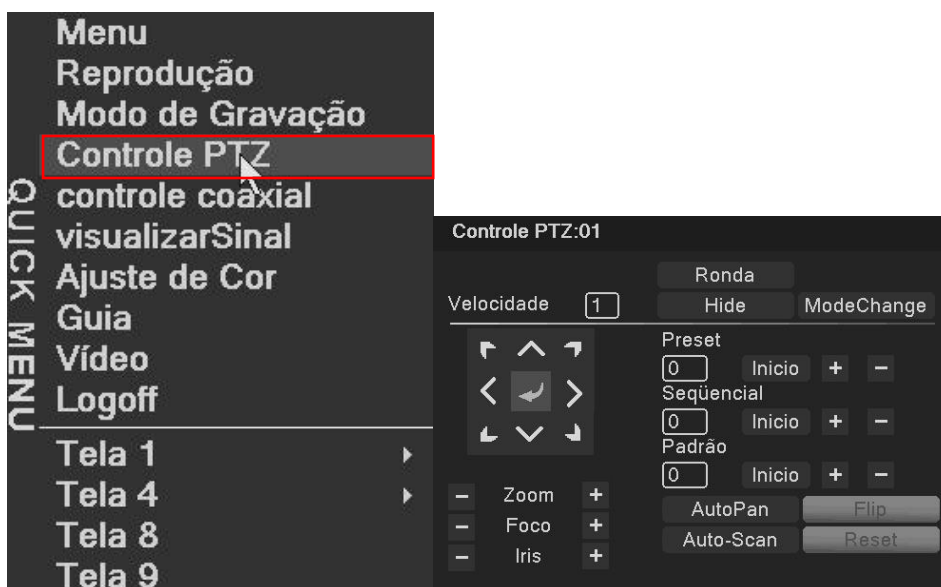 QUICK MENU
Menu
Reprodução
Modo de Gravação
Controle PTZ
controle coaxial
visualizarSinal
Ajuste de Cor
Guia
Vídeo
Logoff
Tela 1
Tela 4
Tela 8
Tela 9
Controle PTZ:01
Ronda
Velocidade 1 Hide ModeChange
Preset
0 Inicio + −
Seqüencial
0 Inicio + −
Padrão
0 Inicio + −
− Zoom +
− Foco +
− Iris +
AutoPan Flip
Auto-Scan Reset